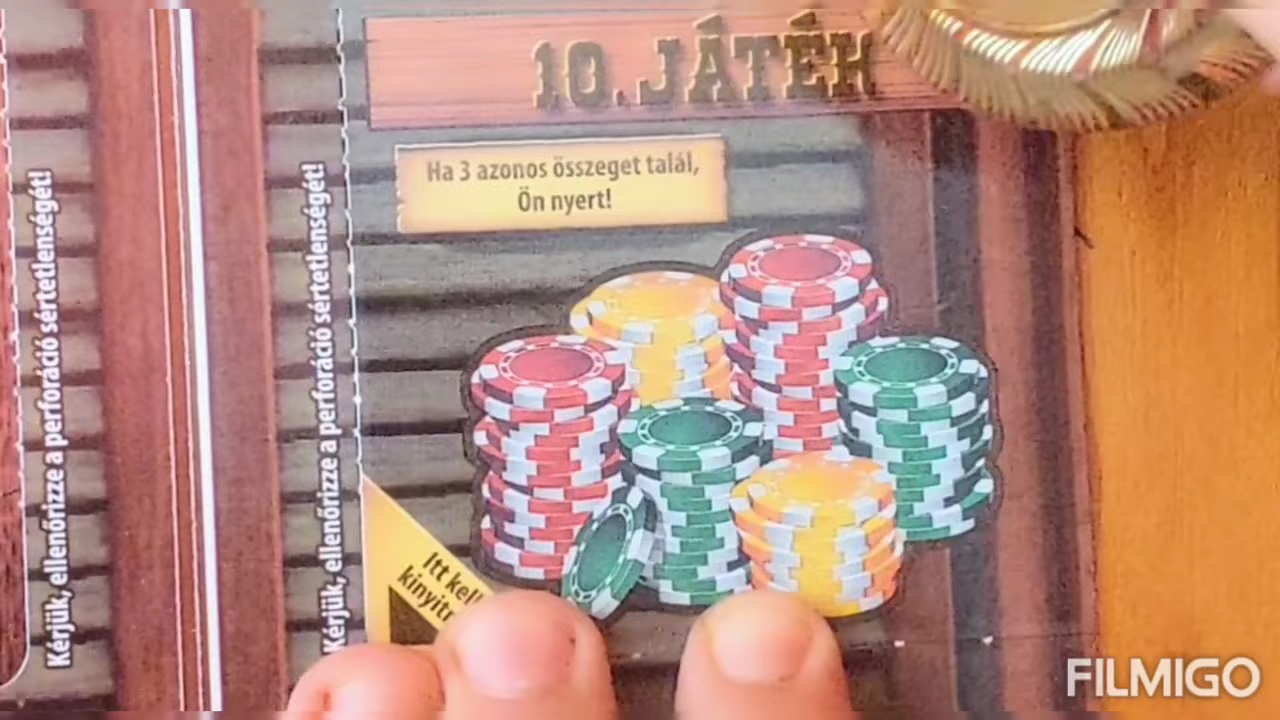 10. JÁTÉK
Ha 3 azonos összeget talál,
Ön nyert!
Kérjük, ellenőrizze a perforáció sértetlenségét!
Kérjük, ellenőrizze a perforáció sértetlenségét!
Itt kell
FILMIGO